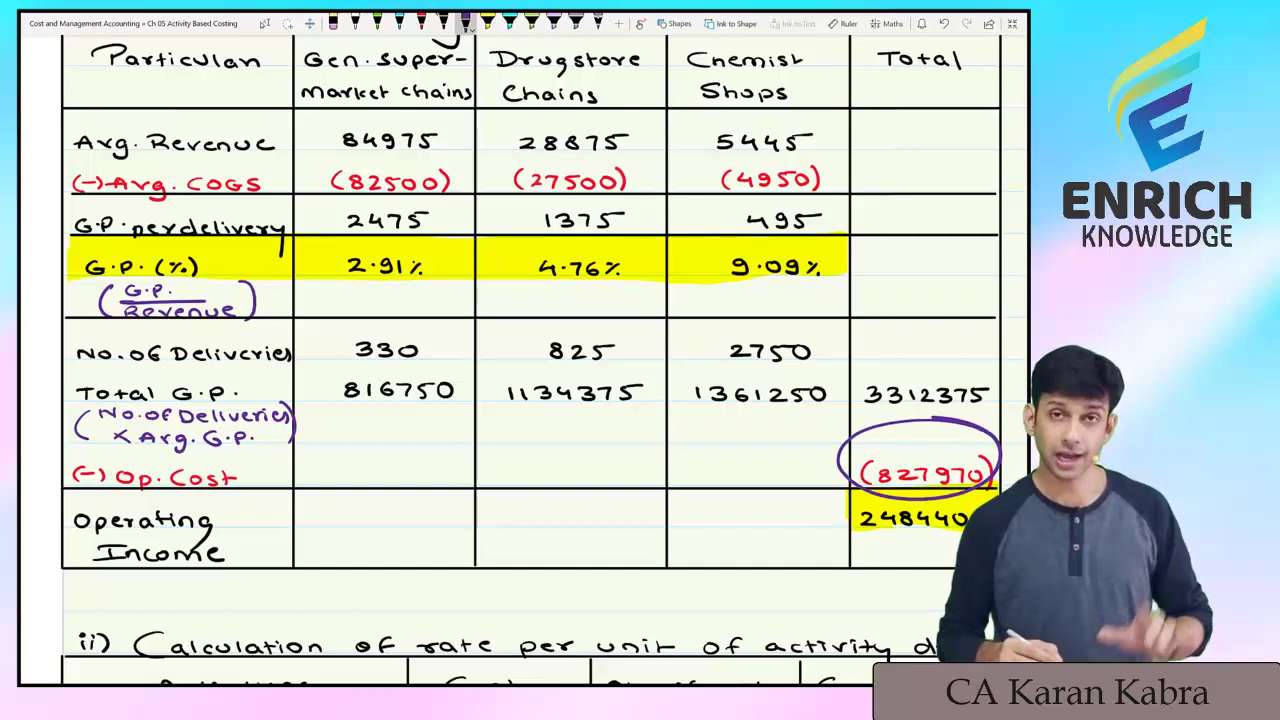 Cost and Management Accounting » Ch 05 Activity Based Costing
Shapes Ink to Shape Ink to Text Ruler Maths
Particulan Gen. Super- Drugstore Chemist Total
market chains Chains Shops
Avg. Revenue 84975 28875 5445
(-) Avg. COGS (82500) (27500) (4950)
G.P. per delivery 2475 1375 495
G.P. (%) 2.91% 4.76% 9.09%
(G.P.
Revenue)
No. of Deliveries 330 825 2750
Total G.P. 816750 1134375 1361250 3312375
(No. of Deliveries
x Avg. G.P.)
(-) Op. Cost (827970)
Operating 248440
Income
ii) Calculation of rate per unit of activity d
ENRICH
KNOWLEDGE
CA Karan Kabra